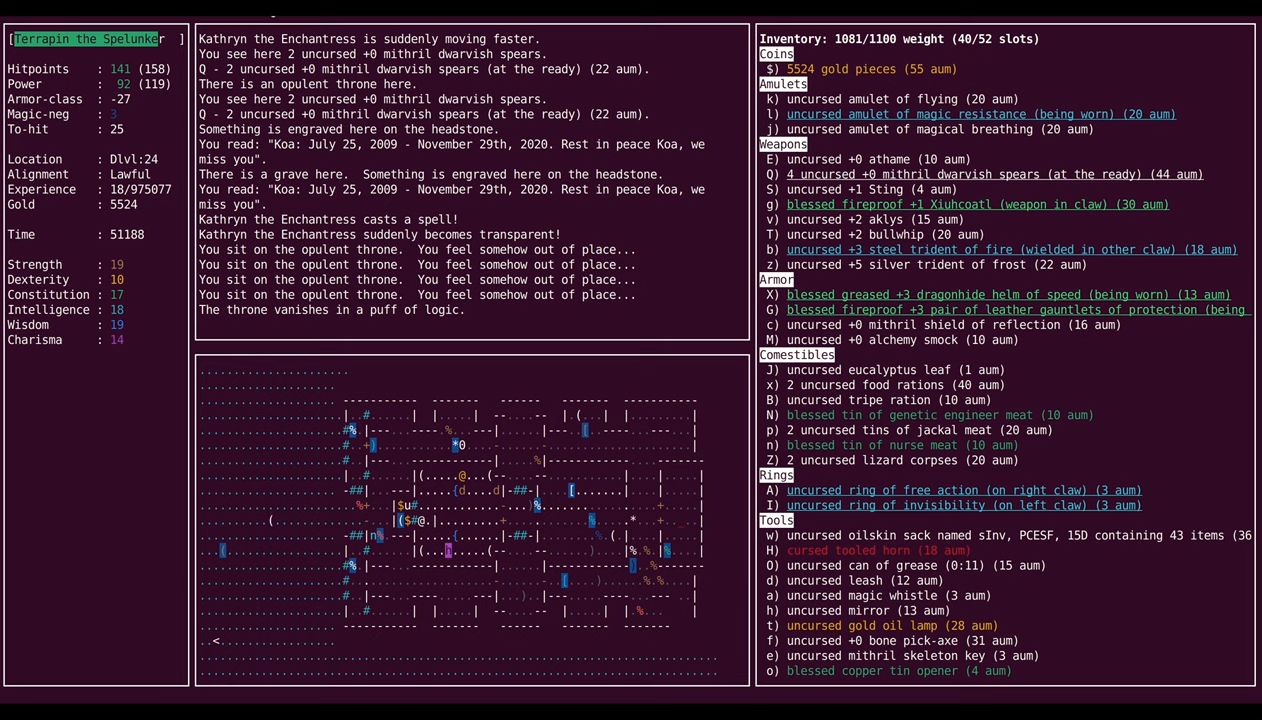 [Terrapin the Spelunker ]
Hitpoints : 141 (158)
Power : 92 (119)
Armor-class : -27
Magic-neg : 3
To-hit : 25
Location : Dlvl:24
Alignment : Lawful
Experience : 18/975077
Gold : 5524
Time : 51188
Strength : 19
Dexterity : 10
Constitution : 17
Intelligence : 18
Wisdom : 19
Charisma : 14
Kathryn the Enchantress is suddenly moving faster.
You see here 2 uncursed +0 mithril dwarvish spears.
Q - 2 uncursed +0 mithril dwarvish spears (at the ready) (22 aum).
There is an opulent throne here.
You see here 2 uncursed +0 mithril dwarvish spears.
Q - 2 uncursed +0 mithril dwarvish spears (at the ready) (22 aum).
Something is engraved here on the headstone.
You read: "Koa: July 25, 2009 - November 29th, 2020. Rest in peace Koa, we
miss you".
There is a grave here.  Something is engraved here on the headstone.
You read: "Koa: July 25, 2009 - November 29th, 2020. Rest in peace Koa, we
miss you".
Kathryn the Enchantress casts a spell!
Kathryn the Enchantress suddenly becomes transparent!
You sit on the opulent throne.  You feel somehow out of place...
You sit on the opulent throne.  You feel somehow out of place...
You sit on the opulent throne.  You feel somehow out of place...
You sit on the opulent throne.  You feel somehow out of place...
The throne vanishes in a puff of logic.
Inventory: 1081/1100 weight (40/52 slots)
Coins
$) 5524 gold pieces (55 aum)
Amulets
k) uncursed amulet of flying (20 aum)
l) uncursed amulet of magic resistance (being worn) (20 aum)
j) uncursed amulet of magical breathing (20 aum)
Weapons
E) uncursed +0 athame (10 aum)
Q) 4 uncursed +0 mithril dwarvish spears (at the ready) (44 aum)
S) uncursed +1 Sting (4 aum)
g) blessed fireproof +1 Xiuhcoatl (weapon in claw) (30 aum)
v) uncursed +2 aklys (15 aum)
T) uncursed +2 bullwhip (20 aum)
b) uncursed +3 steel trident of fire (wielded in other claw) (18 aum)
z) uncursed +5 silver trident of frost (22 aum)
Armor
X) blessed greased +3 dragonhide helm of speed (being worn) (13 aum)
G) blessed fireproof +3 pair of leather gauntlets of protection (being
c) uncursed +0 mithril shield of reflection (16 aum)
M) uncursed +0 alchemy smock (10 aum)
Comestibles
J) uncursed eucalyptus leaf (1 aum)
x) 2 uncursed food rations (40 aum)
B) uncursed tripe ration (10 aum)
N) blessed tin of genetic engineer meat (10 aum)
p) 2 uncursed tins of jackal meat (20 aum)
n) blessed tin of nurse meat (10 aum)
Z) 2 uncursed lizard corpses (20 aum)
Rings
A) uncursed ring of free action (on right claw) (3 aum)
I) uncursed ring of invisibility (on left claw) (3 aum)
Tools
w) uncursed oilskin sack named sInv, PCESF, 15D containing 43 items (36
H) cursed tooled horn (18 aum)
O) uncursed can of grease (0:11) (15 aum)
d) uncursed leash (12 aum)
a) uncursed magic whistle (3 aum)
h) uncursed mirror (13 aum)
t) uncursed gold oil lamp (28 aum)
f) uncursed +0 bone pick-axe (31 aum)
e) uncursed mithril skeleton key (3 aum)
o) blessed copper tin opener (4 aum)